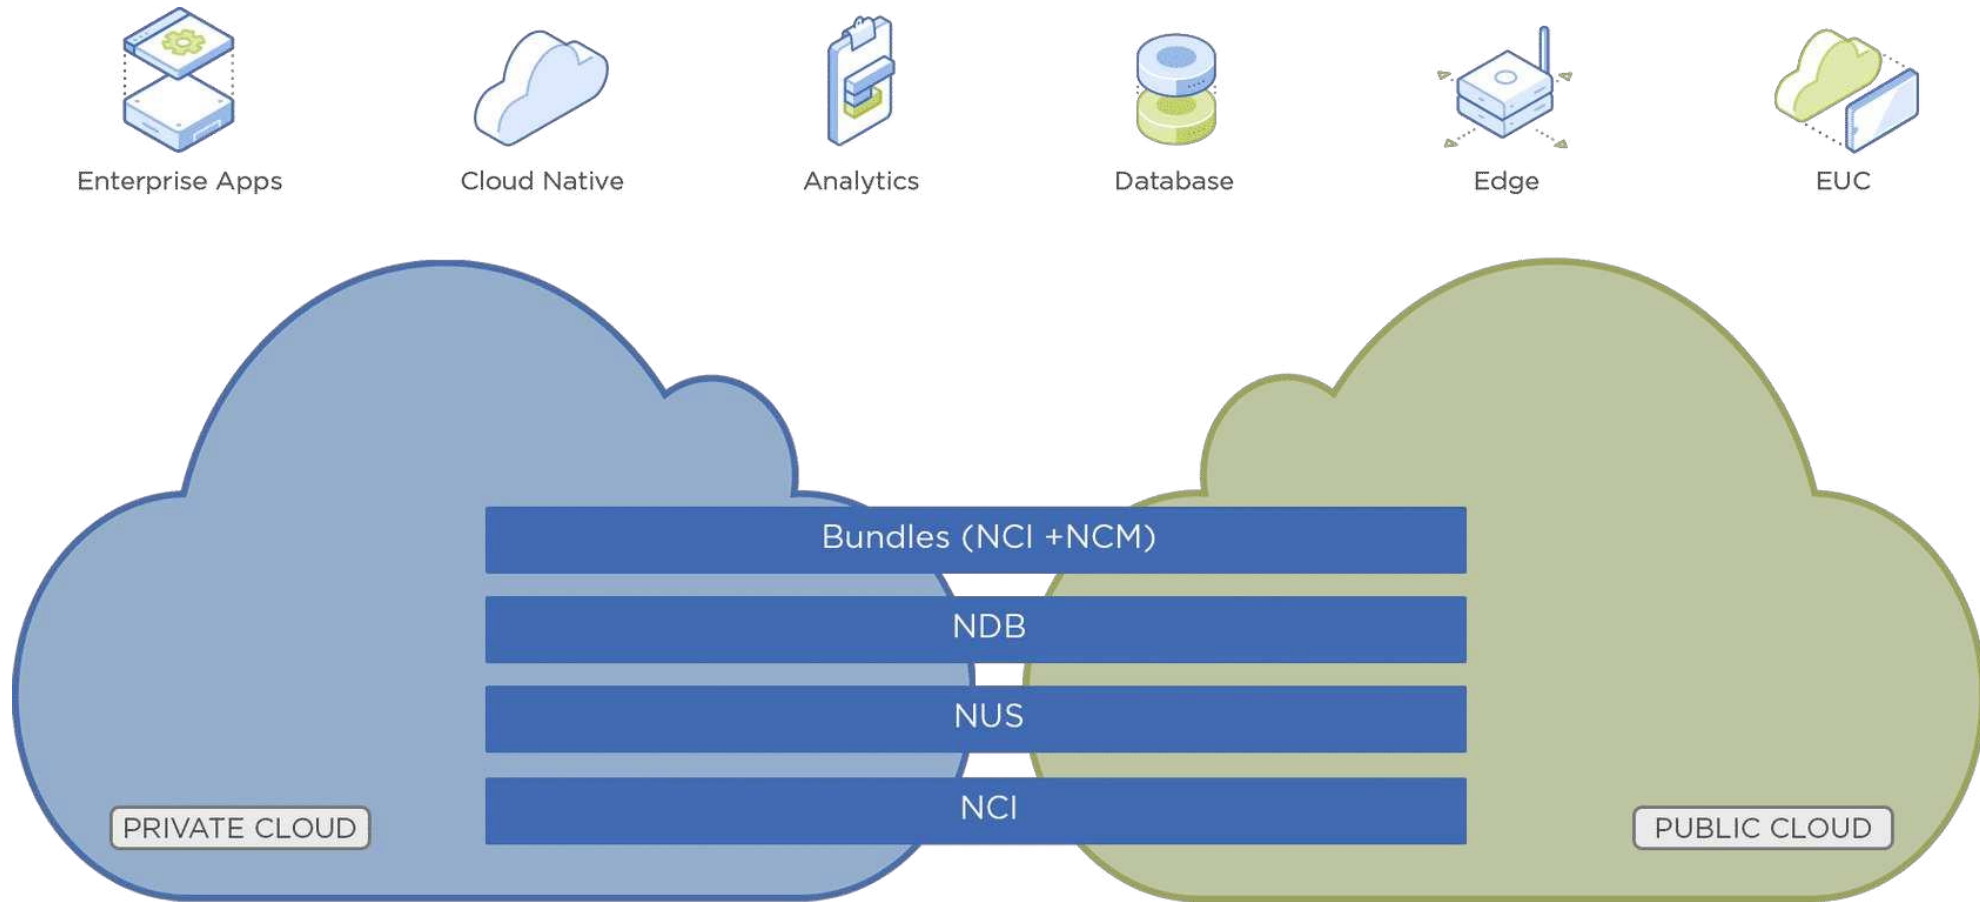 Enterprise Apps
Cloud Native
Analytics
Database
Edge
EUC
Bundles (NCI +NCM)
NDB
NUS
NCI
PRIVATE CLOUD
PUBLIC CLOUD